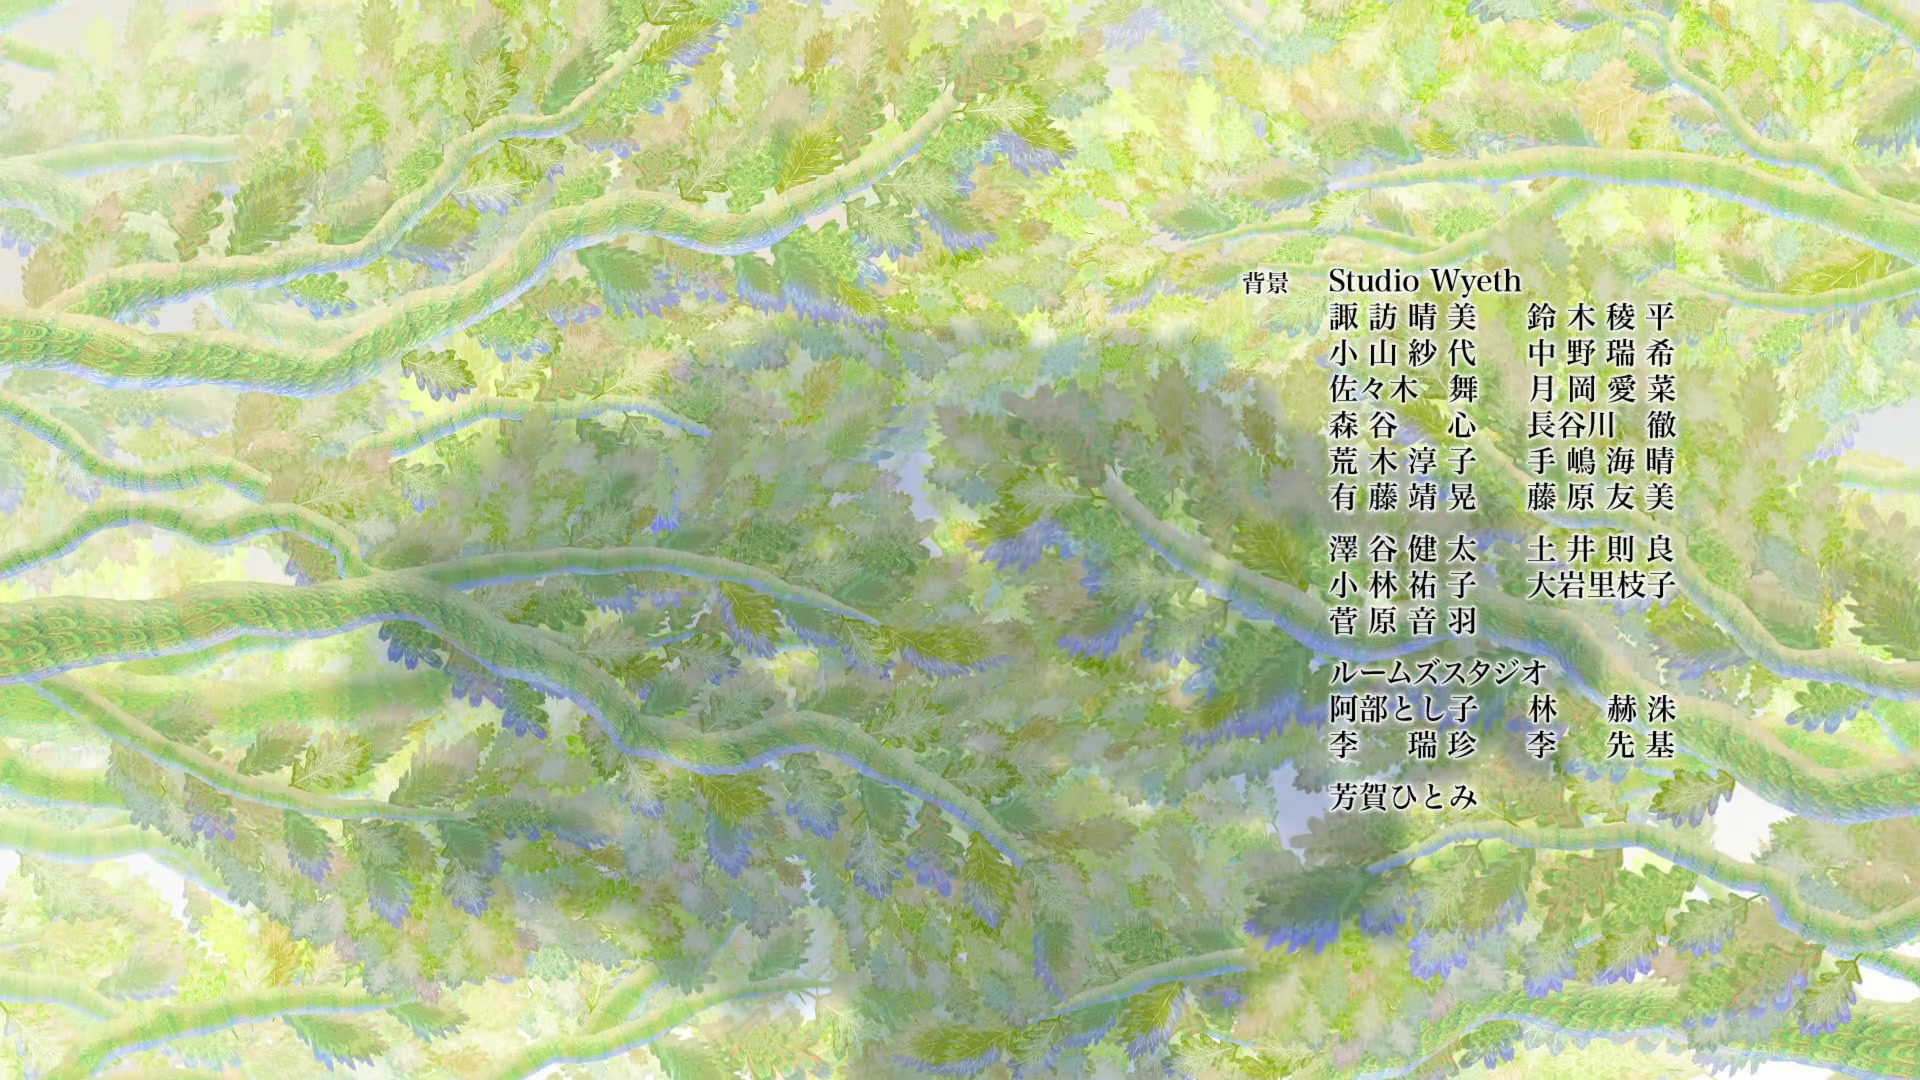 背景 Studio Wyeth
諏訪晴美 鈴木稜平
小山紗代 中野瑞希
佐々木 舞 月岡愛菜
森谷 心 長谷川 徹
荒木淳子 手嶋海晴
有藤靖晃 藤原友美
澤谷健太 土井則良
小林祐子 大岩里枝子
菅原音羽
ルームズスタジオ
阿部とし子 林 赫洙
李 瑞珍 李 先基
芳賀ひとみ